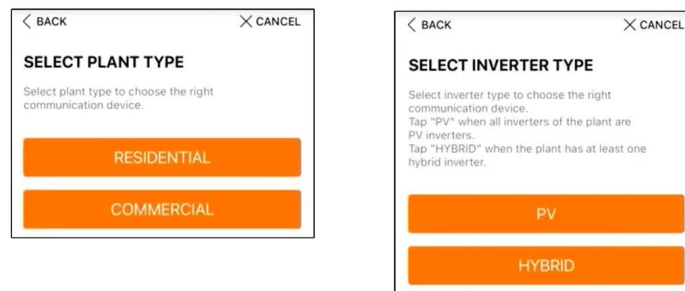 BACK
CANCEL
SELECT PLANT TYPE
Select plant type to choose the right
communication device.
RESIDENTIAL
COMMERCIAL
BACK
CANCEL
SELECT INVERTER TYPE
Select inverter type to choose the right
communication device.
Tap "PV" when all inverters of the plant are
PV inverters.
Tap "HYBRID" when the plant has at least one
hybrid inverter.
PV
HYBRID